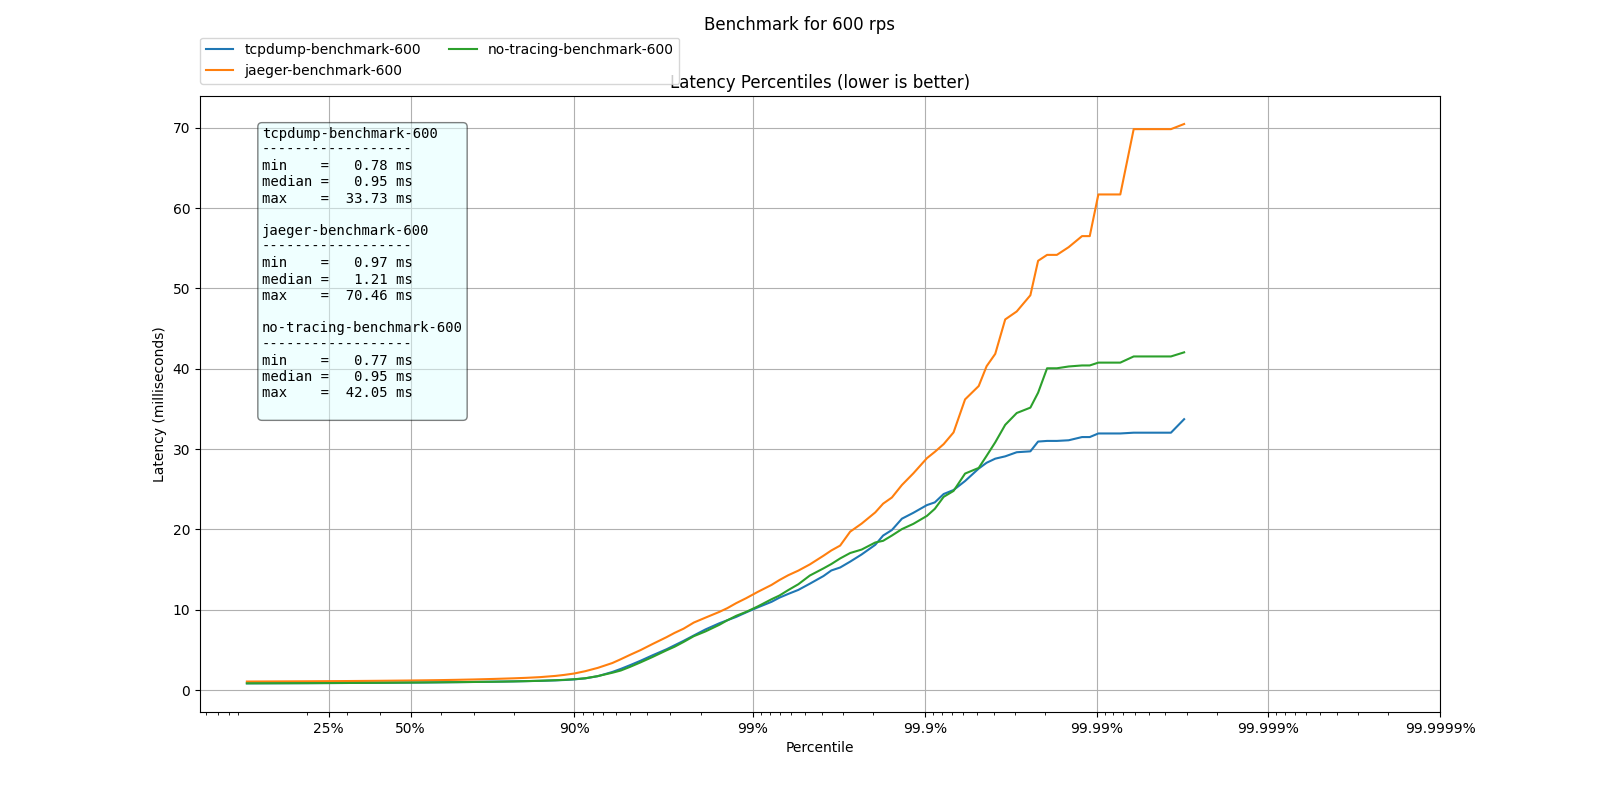 Benchmark for 600 rps
tcpdump-benchmark-600
no-tracing-benchmark-600
jaeger-benchmark-600
Latency Percentiles (lower is better)
tcpdump-benchmark-600
------------------
min    =   0.78 ms
median =   0.95 ms
max    =  33.73 ms
jaeger-benchmark-600
------------------
min    =   0.97 ms
median =   1.21 ms
max    =  70.46 ms
no-tracing-benchmark-600
------------------
min    =   0.77 ms
median =   0.95 ms
max    =  42.05 ms
70
60
50
40
30
20
10
0
Latency (milliseconds)
25% 50% 90% 99% 99.9% 99.99% 99.999% 99.9999%
Percentile